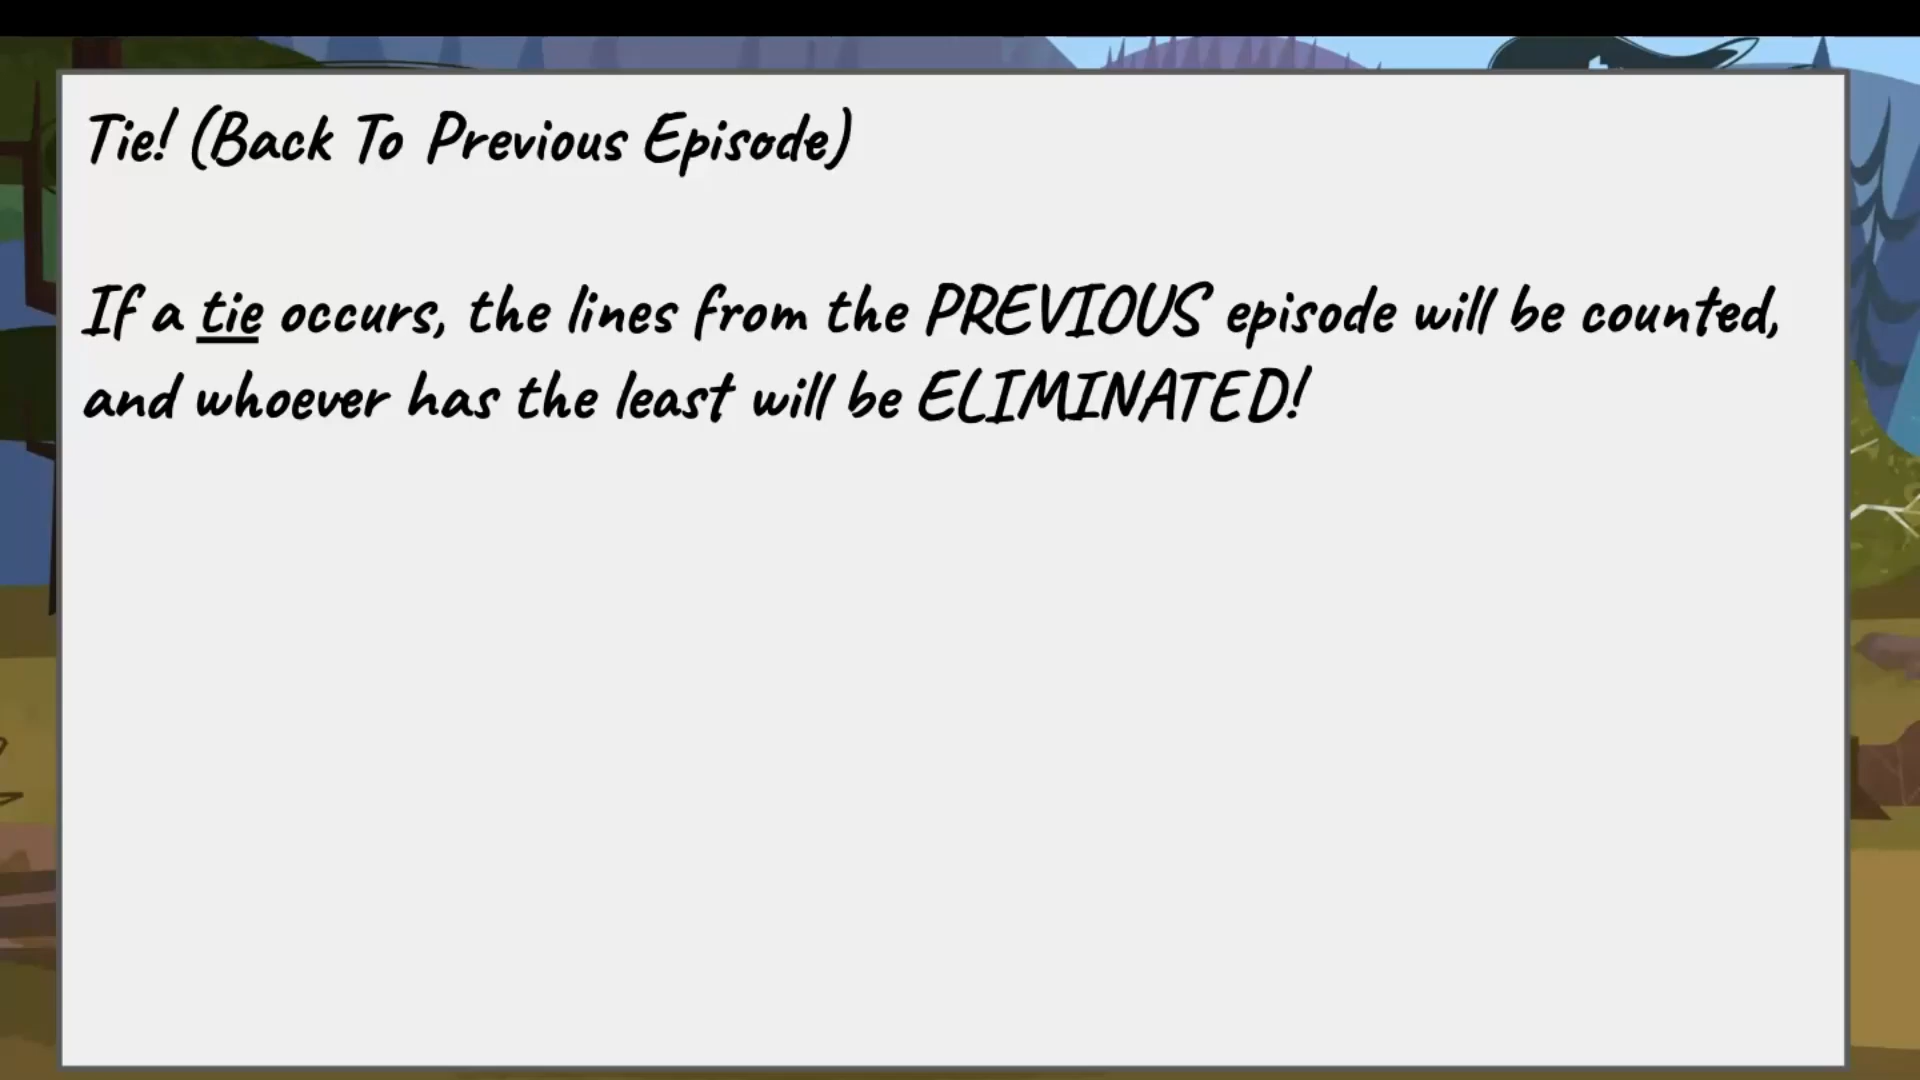 Tie! (Back To Previous Episode)
If a tie occurs, the lines from the PREVIOUS episode will be counted,
and whoever has the least will be ELIMINATED!